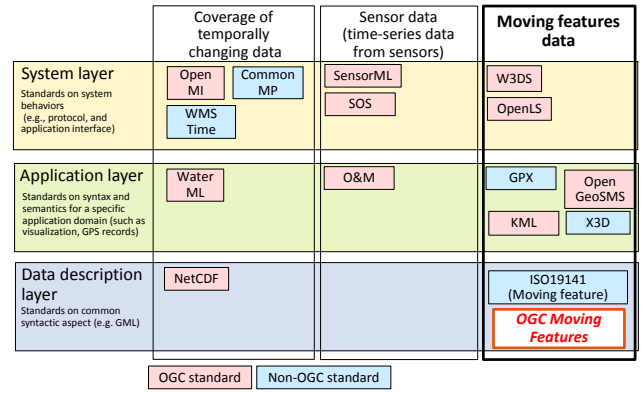 Coverage of
temporally
changing data
Sensor data
(time-series data
from sensors)
Moving features
data
System layer
Standards on system
behaviors
(e.g., protocol, and
application interface)
Open
MI
Common
MP
WMS
Time
SensorML
SOS
W3DS
OpenLS
Application layer
Standards on syntax and
semantics for a specific
application domain (such as
visualization, GPS records)
Water
ML
O&M
GPX
Open
GeoSMS
KML
X3D
Data description
layer
Standards on common
syntactic aspect (e.g. GML)
NetCDF
ISO19141
(Moving feature)
OGC Moving
Features
OGC standard
Non-OGC standard